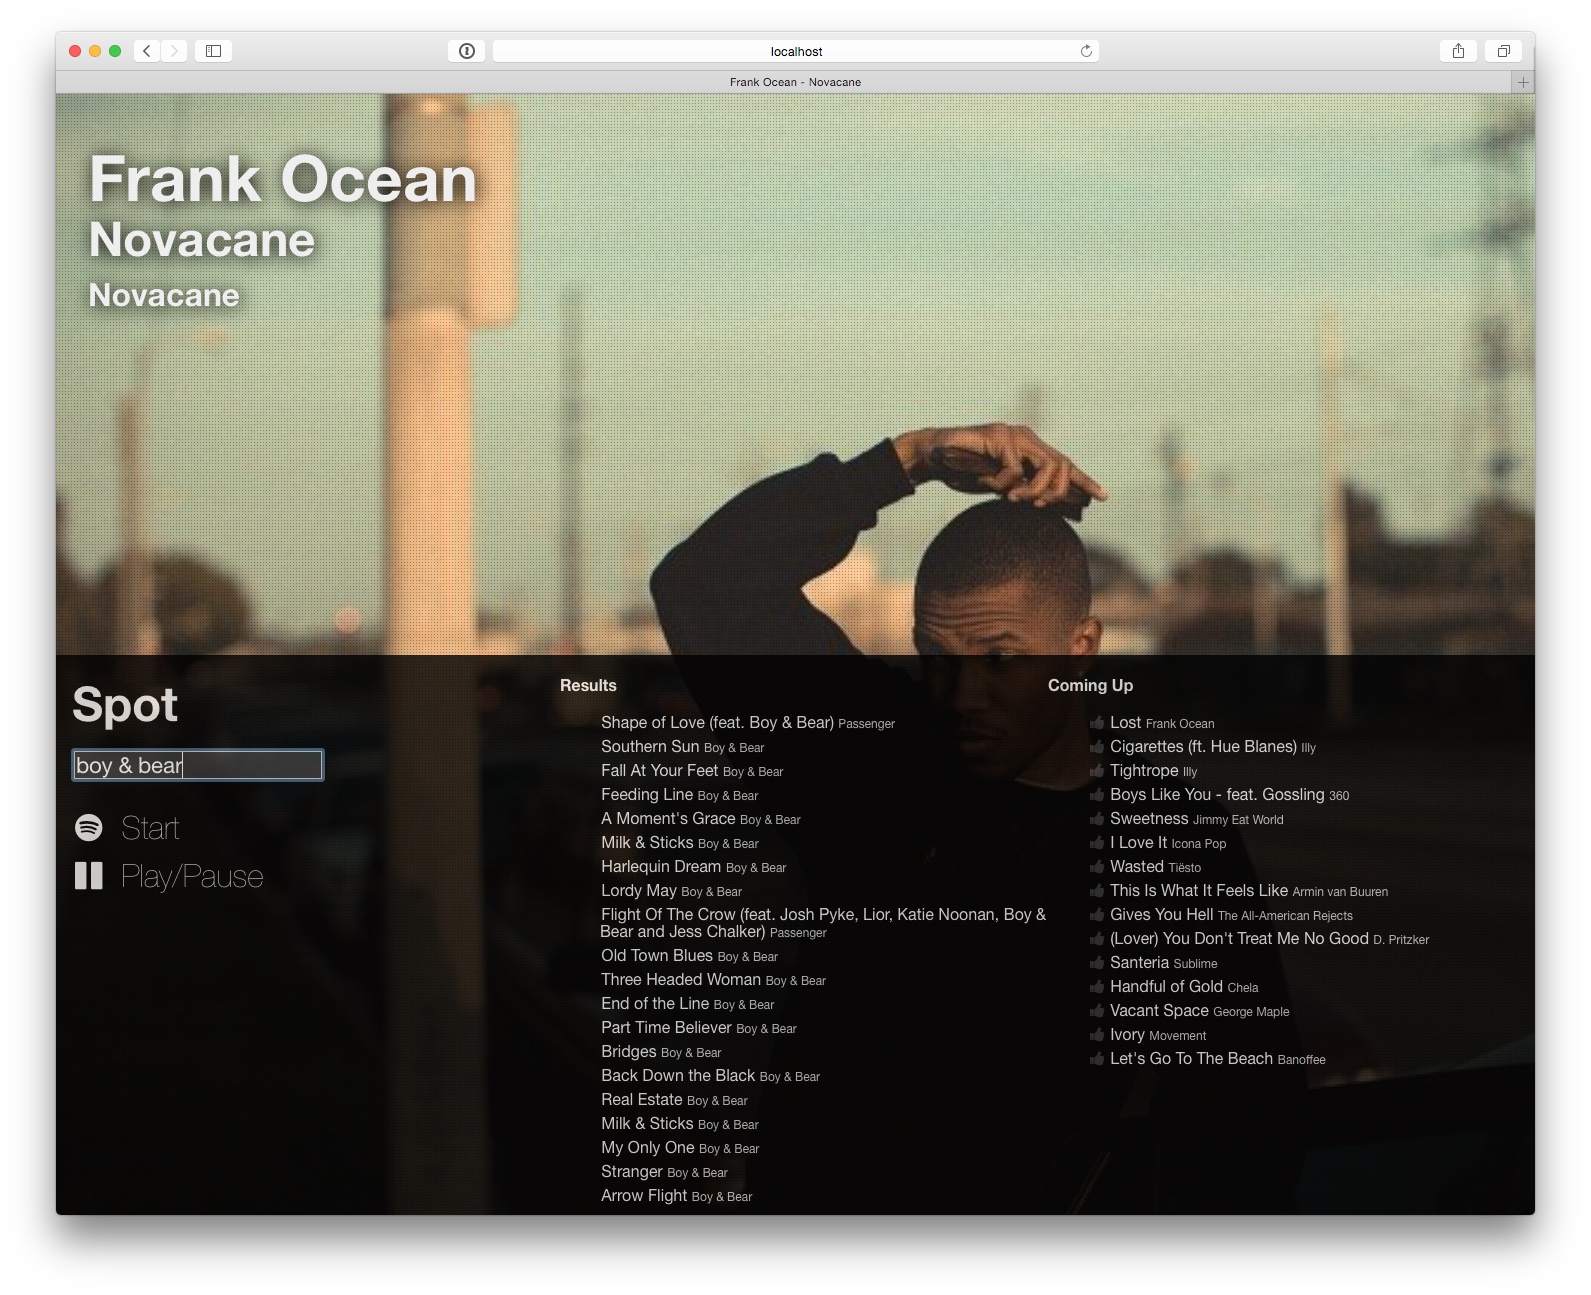 localhost
Frank Ocean - Novacane
Frank Ocean
Novacane
Novacane
Spot
boy & bear
Start
Play/Pause
Results
Shape of Love (feat. Boy & Bear) Passenger
Southern Sun Boy & Bear
Fall At Your Feet Boy & Bear
Feeding Line Boy & Bear
A Moment's Grace Boy & Bear
Milk & Sticks Boy & Bear
Harlequin Dream Boy & Bear
Lordy May Boy & Bear
Flight Of The Crow (feat. Josh Pyke, Lior, Katie Noonan, Boy &
Bear and Jess Chalker) Passenger
Old Town Blues Boy & Bear
Three Headed Woman Boy & Bear
End of the Line Boy & Bear
Part Time Believer Boy & Bear
Bridges Boy & Bear
Back Down the Black Boy & Bear
Real Estate Boy & Bear
Milk & Sticks Boy & Bear
My Only One Boy & Bear
Stranger Boy & Bear
Arrow Flight Boy & Bear
Coming Up
Lost Frank Ocean
Cigarettes (ft. Hue Blanes) Illy
Tightrope Illy
Boys Like You - feat. Gossling 360
Sweetness Jimmy Eat World
I Love It Icona Pop
Wasted Tiësto
This Is What It Feels Like Armin van Buuren
Gives You Hell The All-American Rejects
(Lover) You Don't Treat Me No Good D. Pritzker
Santeria Sublime
Handful of Gold Chela
Vacant Space George Maple
Ivory Movement
Let's Go To The Beach Banoffee